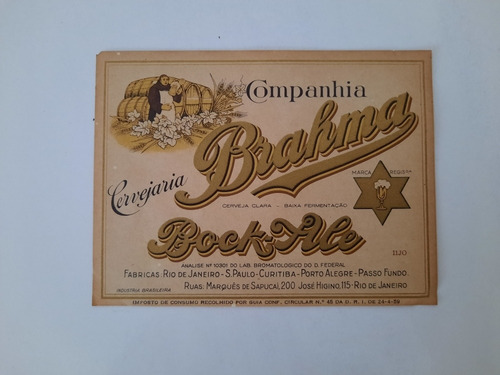 Companhia
Cervejaria
Brahma
MARCA REGISTR.
CERVEJA CLARA - BAIXA FERMENTAÇÃO
Bock-Ale
ANALISE Nº 10301 DO LAB. BROMATOLOGICO DO D. FEDERAL
FABRICAS: RIO DE JANEIRO - S. PAULO - CURITIBA - PORTO ALEGRE - PASSO FUNDO
INDUSTRIA BRASILEIRA
RUAS: MARQUÊS DE SAPUCAÍ, 200 JOSÉ HIGINO, 115 - RIO DE JANEIRO
IMPOSTO DE CONSUMO RECOLHIDO POR GUIA CONF. CIRCULAR N.º 45 DA D. R. I. DE 24-4-59